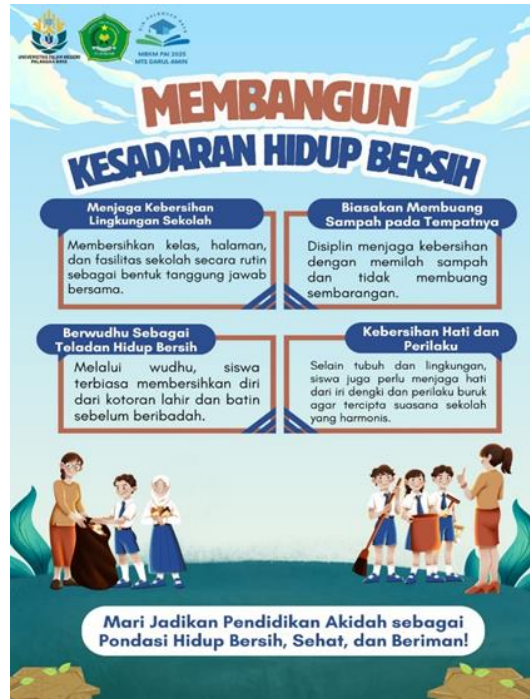 UNIVERSITAS ISLAM NEGERI
PALANGKA RAYA
MBKM PAI 2025
MTS DARUL AMIN
MEMBANGUN
KESADARAN HIDUP BERSIH
Menjaga Kebersihan
Lingkungan Sekolah
Membersihkan kelas, halaman,
dan fasilitas sekolah secara rutin
sebagai bentuk tanggung jawab
bersama.
Biasakan Membuang
Sampah pada Tempatnya
Disiplin menjaga kebersihan
dengan memilah sampah
dan tidak membuang
sembarangan.
Berwudhu Sebagai
Teladan Hidup Bersih
Melalui wudhu, siswa
terbiasa membersihkan diri
dari kotoran lahir dan batin
sebelum beribadah.
Kebersihan Hati dan
Perilaku
Selain tubuh dan lingkungan,
siswa juga perlu menjaga hati
dari iri dengki dan perilaku buruk
agar tercipta suasana sekolah
yang harmonis.
Mari Jadikan Pendidikan Akidah sebagai
Pondasi Hidup Bersih, Sehat, dan Beriman!